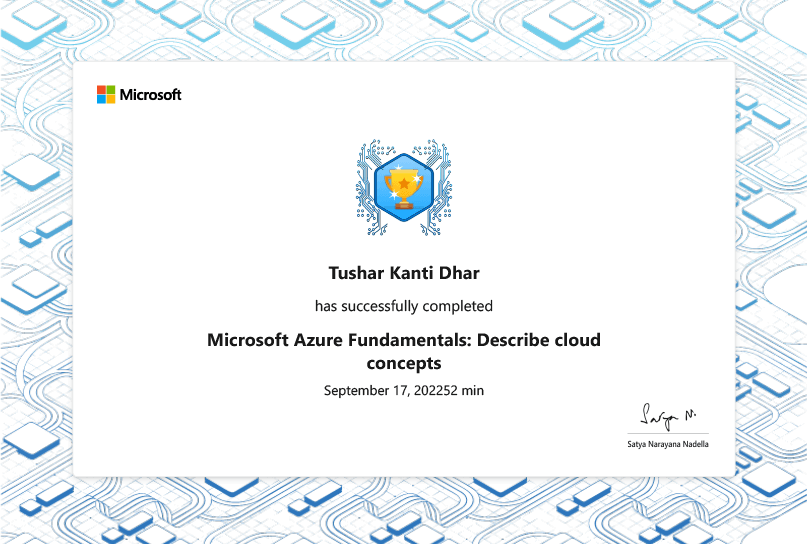 Microsoft
Tushar Kanti Dhar
has successfully completed
Microsoft Azure Fundamentals: Describe cloud
concepts
September 17, 202252 min
Satya N.
Satya Narayana Nadella